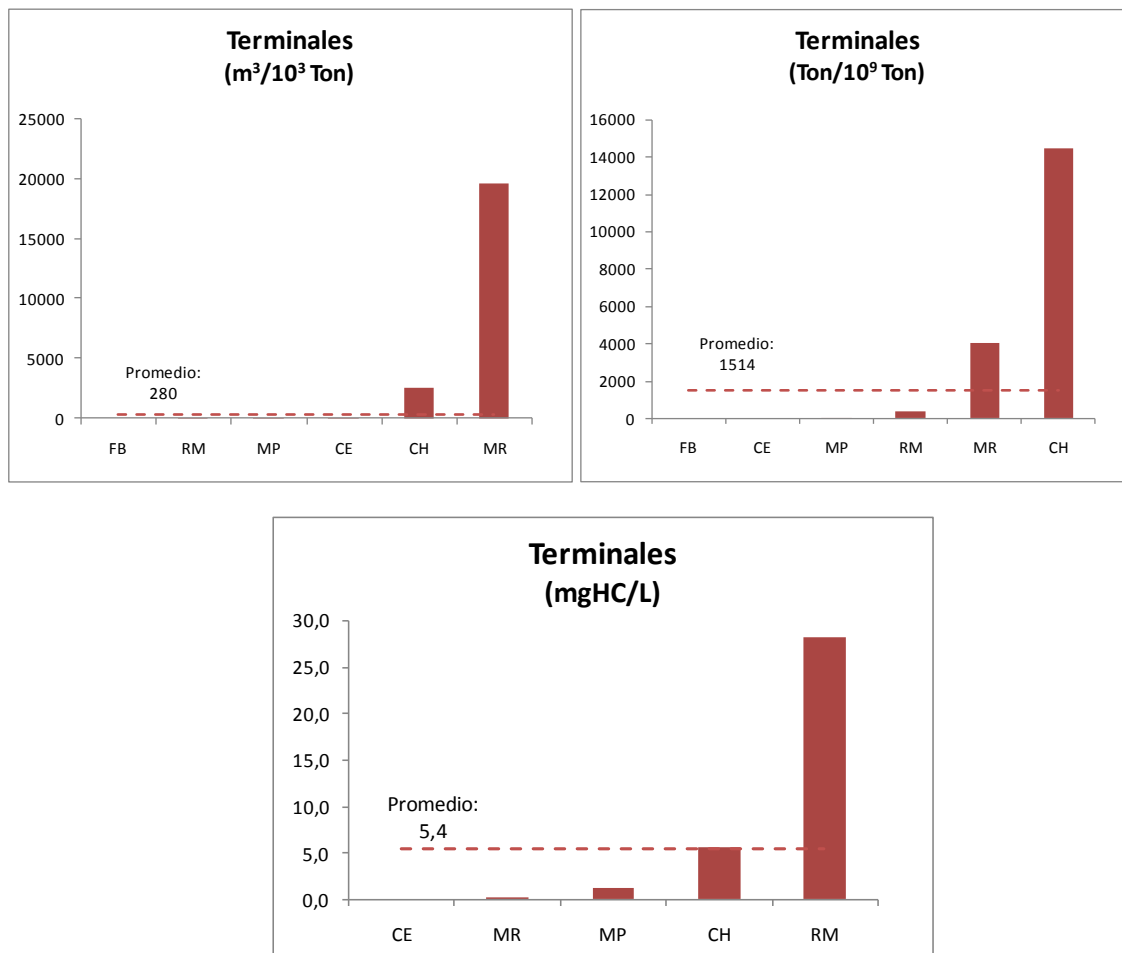 Terminales
(m³/10³ Ton)
25000
20000
15000
10000
5000
0
Promedio:
280
FB RM MP CE CH MR
Terminales
(Ton/10⁹ Ton)
16000
14000
12000
10000
8000
6000
4000
2000
0
Promedio:
1514
FB CE MP RM MR CH
Terminales
(mgHC/L)
30,0
25,0
20,0
15,0
10,0
5,0
0,0
Promedio:
5,4
CE MR MP CH RM